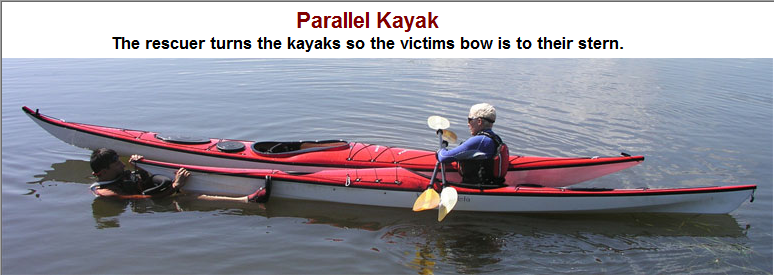 Parallel Kayak
The rescuer turns the kayaks so the victims bow is to their stern.